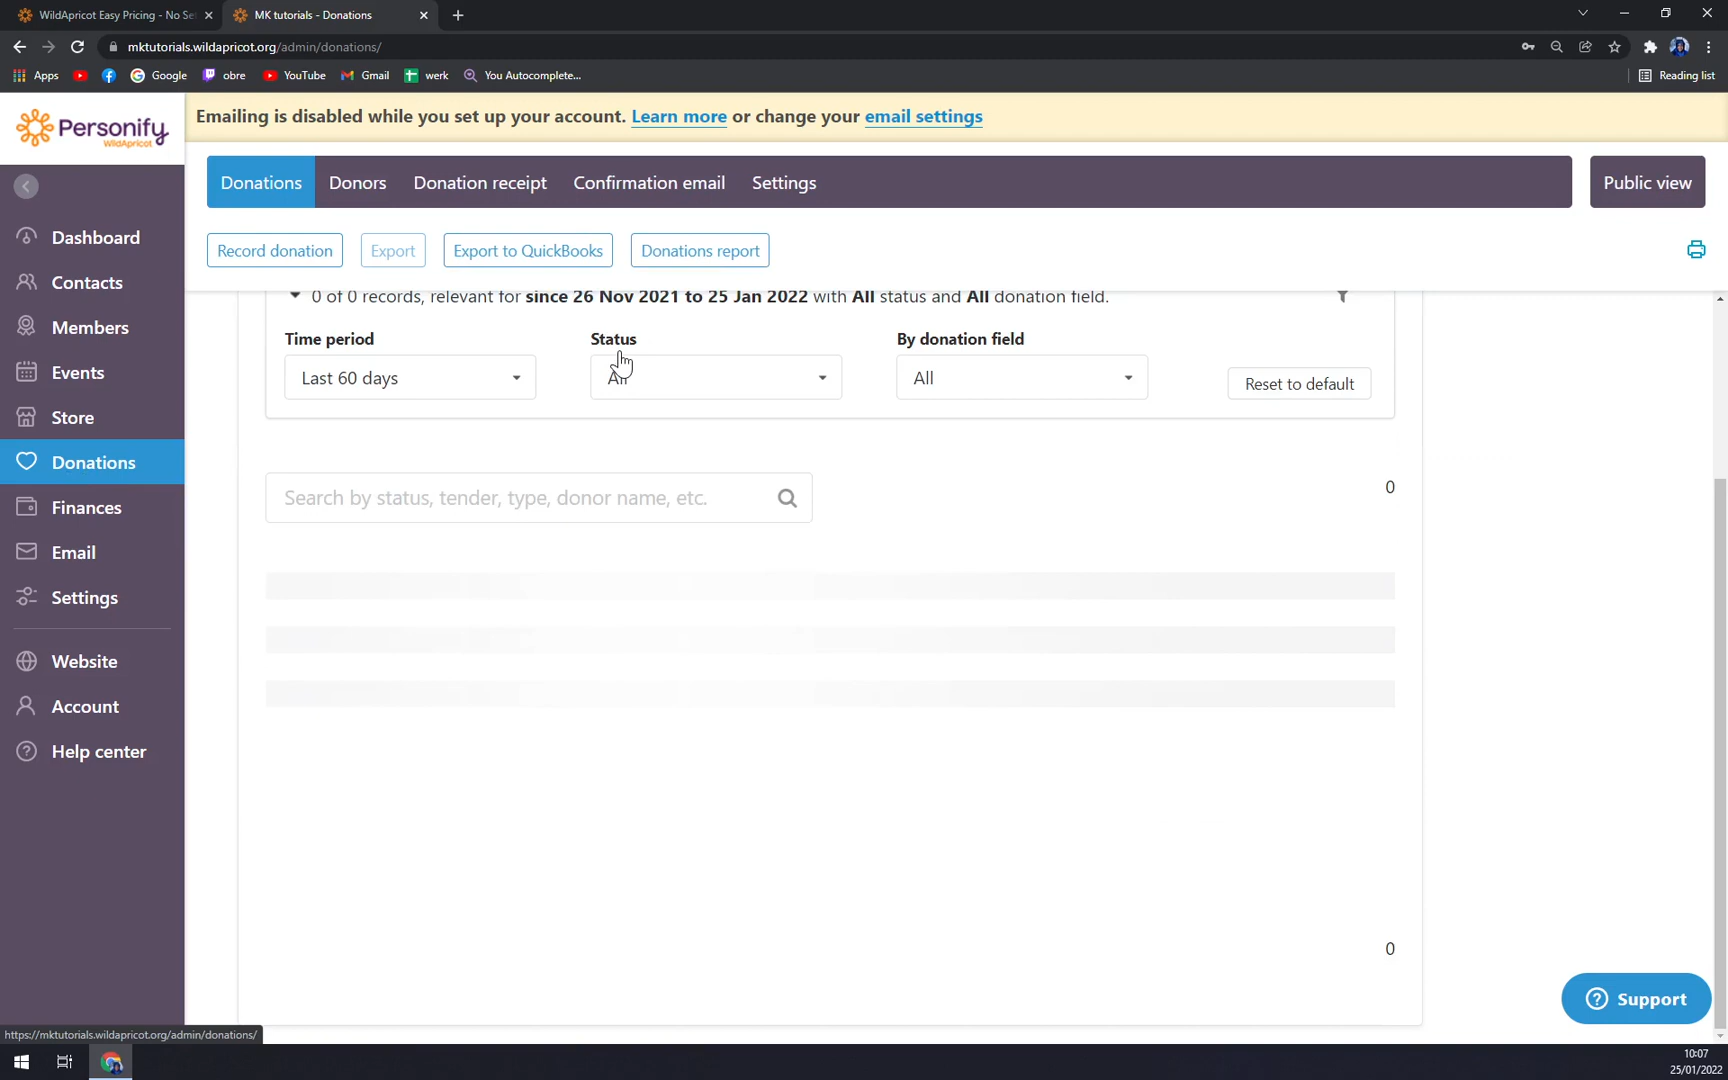 WildApricot Easy Pricing - No Se
MK tutorials - Donations
mktutorials.wildapricot.org/admin/donations/
Apps
Google
obre
YouTube
Gmail
werk
You Autocomplete...
Reading list
Personify
WildApricot
Emailing is disabled while you set up your account. Learn more or change your email settings
Donations
Donors
Donation receipt
Confirmation email
Settings
Public view
Record donation
Export
Export to QuickBooks
Donations report
Dashboard
Contacts
Members
Events
Store
Donations
Finances
Email
Settings
Website
Account
Help center
0 of 0 records, relevant for since 26 Nov 2021 to 25 Jan 2022 with All status and All donation field.
Time period
Status
By donation field
Last 60 days
All
All
Reset to default
Search by status, tender, type, donor name, etc.
0
0
Support
https://mktutorials.wildapricot.org/admin/donations/
10:07
25/01/2022